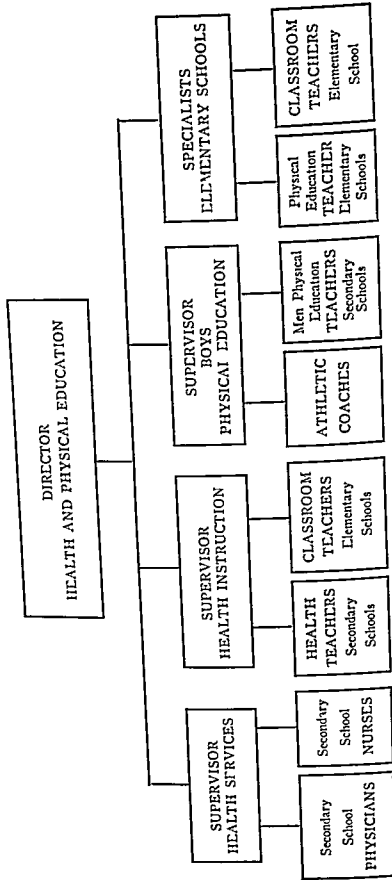 DIRECTOR
HEALTH AND PHYSICAL EDUCATION
SUPERVISOR
HEALTH SERVICES
SUPERVISOR
HEALTH INSTRUCTION
SUPERVISOR
BOYS
PHYSICAL EDUCATION
SPECIALISTS
ELEMENTARY SCHOOLS
Secondary
School
PHYSICIANS
Secondary
School
NURSES
HEALTH
TEACHERS
Secondary
Schools
CLASSROOM
TEACHERS
Elementary
Schools
ATHLETIC
COACHES
Men Physical
Education
TEACHERS
Secondary
Schools
Physical
Education
TEACHER
Elementary
Schools
CLASSROOM
TEACHERS
Elementary
School